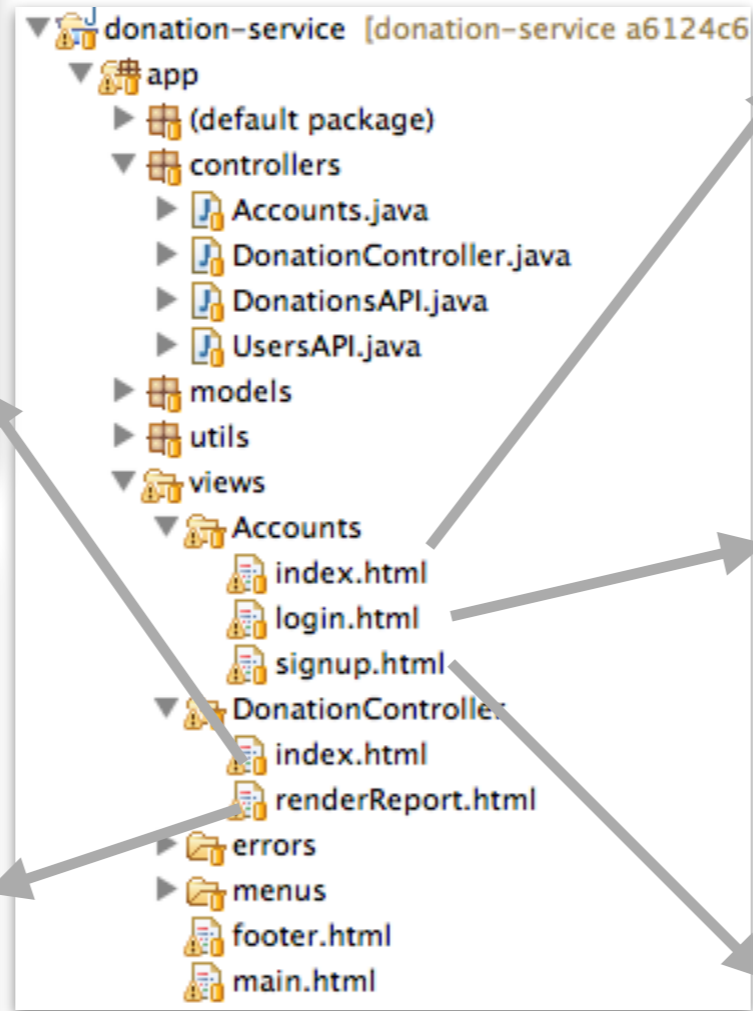 donation-service [donation-service a6124c6
app
(default package)
controllers
Accounts.java
DonationController.java
DonationsAPI.java
UsersAPI.java
models
utils
views
Accounts
index.html
login.html
signup.html
DonationController
index.html
renderReport.html
errors
menus
footer.html
main.html